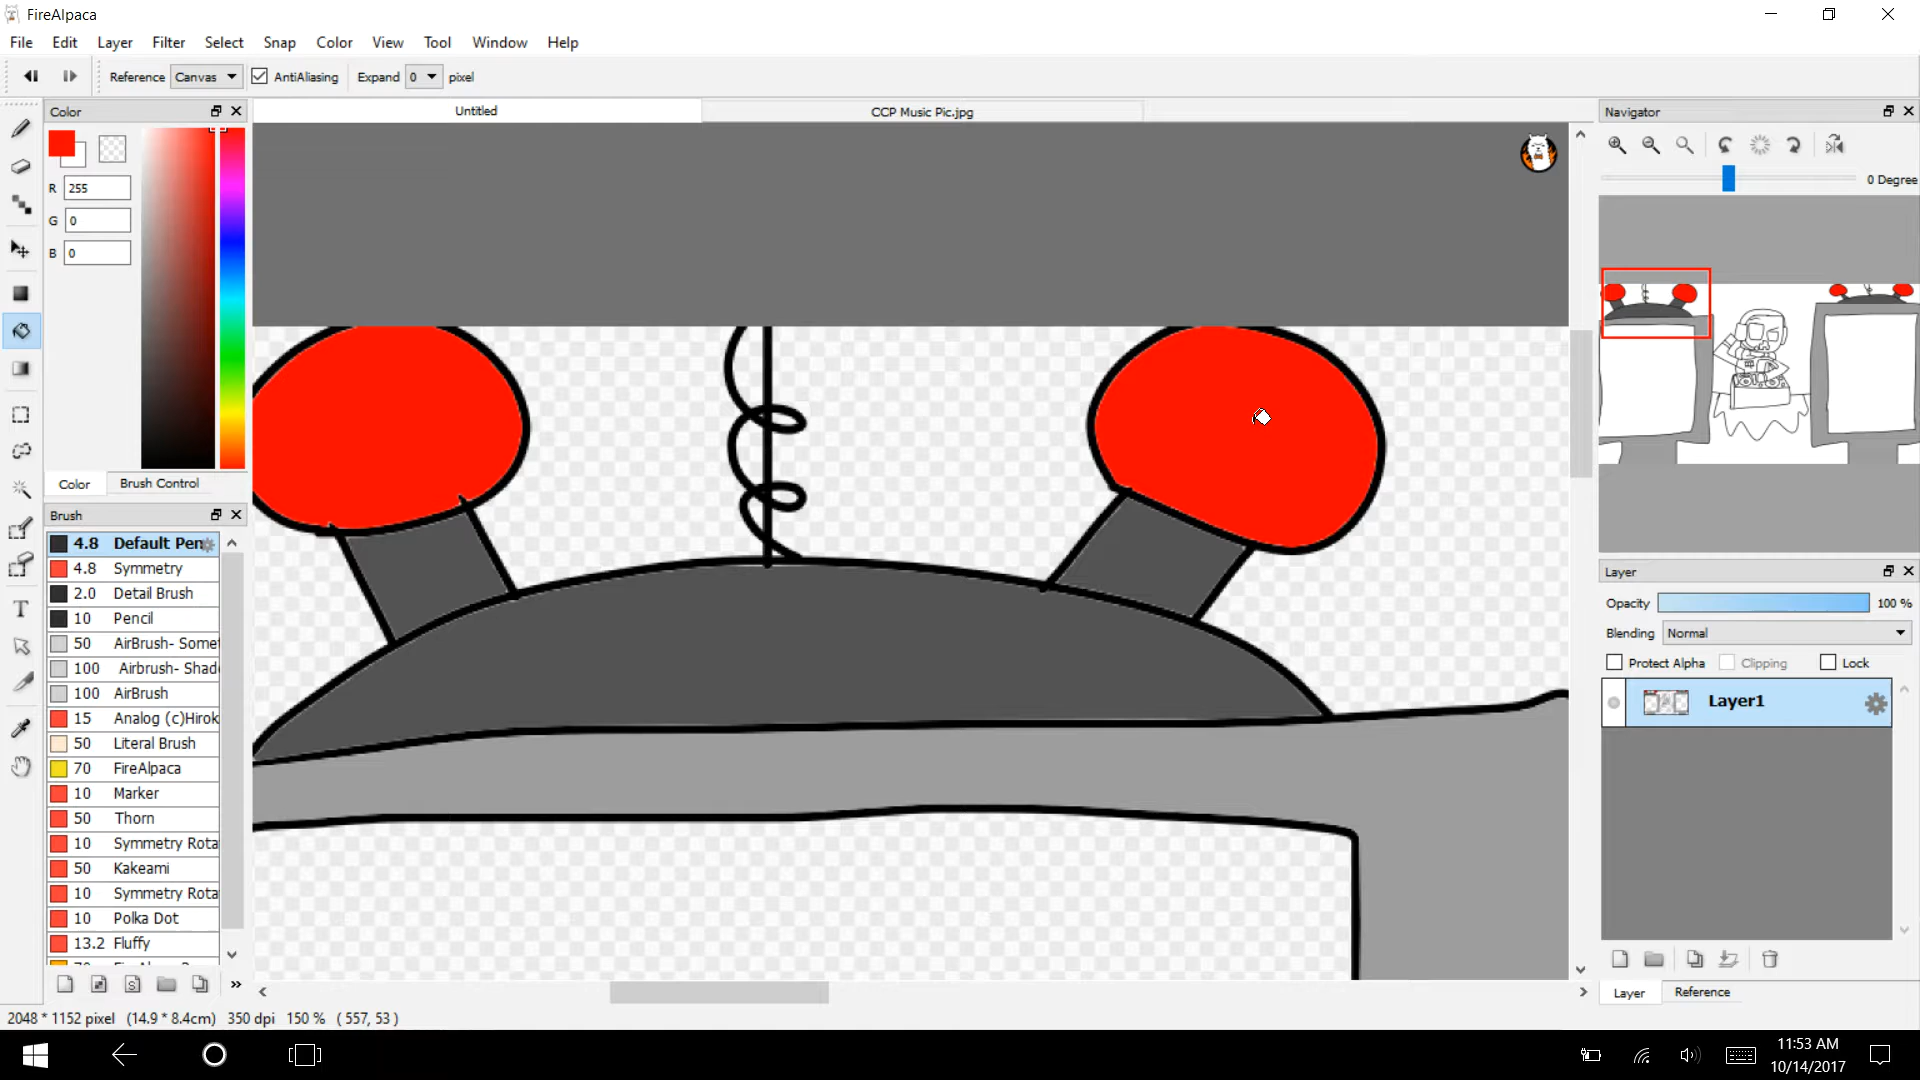 FireAlpaca
File Edit Layer Filter Select Snap Color View Tool Window Help
Reference Canvas AntiAliasing Expand 0 pixel
Color
Untitled
CCP Music Pic.jpg
Navigator
R 255
G 0
B 0
0 Degree
Color Brush Control
Brush
4.8 Default Pen
4.8 Symmetry
2.0 Detail Brush
10 Pencil
50 AirBrush- Somet
100 Airbrush- Shad
100 AirBrush
15 Analog (c)Hirok
50 Literal Brush
70 FireAlpaca
10 Marker
50 Thorn
10 Symmetry Rota
50 Kakeami
10 Symmetry Rota
10 Polka Dot
13.2 Fluffy
Layer
Opacity 100 %
Blending Normal
Protect Alpha Clipping Lock
Layer1
Layer Reference
2048 * 1152 pixel (14.9 * 8.4cm) 350 dpi 150 % ( 557, 53 )
11:53 AM
10/14/2017